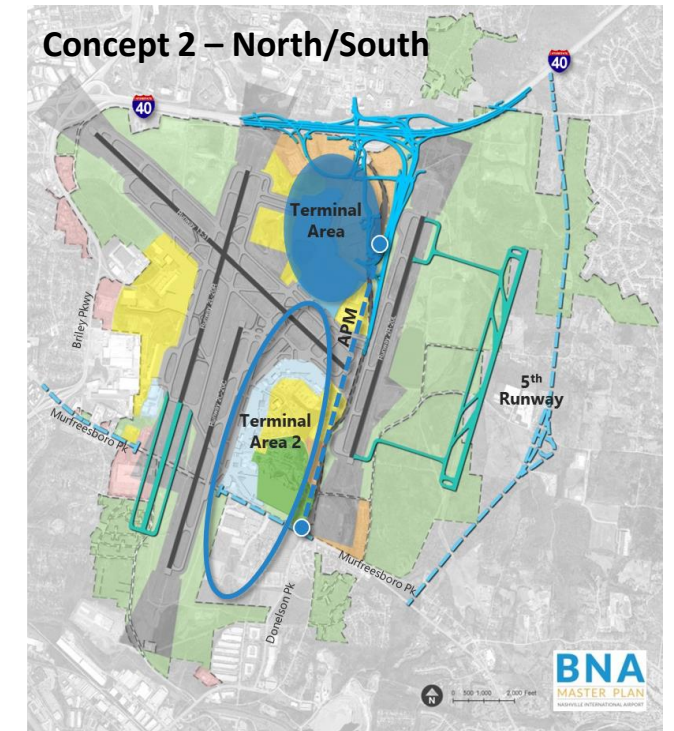 Concept 2 – North/South
40
40
Terminal
Area
Briley Pkwy
APM
5th
Runway
Terminal
Area 2
Murfreesboro Pk
Murfreesboro Pk
Donelson Pk
N
0 500 1,000 2,000 Feet
BNA
MASTER PLAN
NASHVILLE INTERNATIONAL AIRPORT